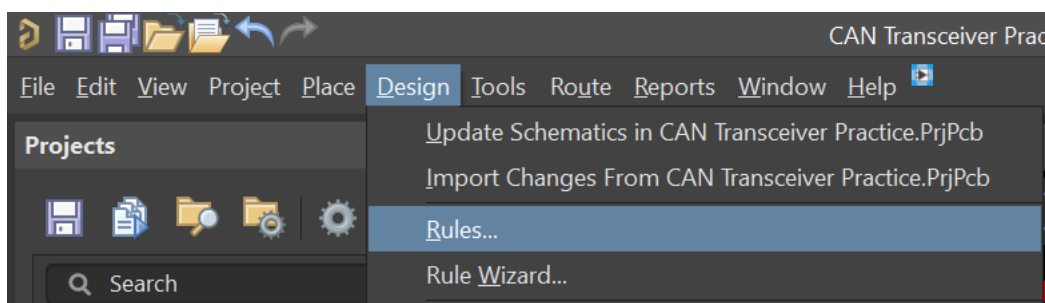 CAN Transceiver Prac
File Edit View Project Place Design Tools Route Reports Window Help
Update Schematics in CAN Transceiver Practice.PrjPcb
Projects
Import Changes From CAN Transceiver Practice.PrjPcb
Rules...
Rule Wizard...
Search